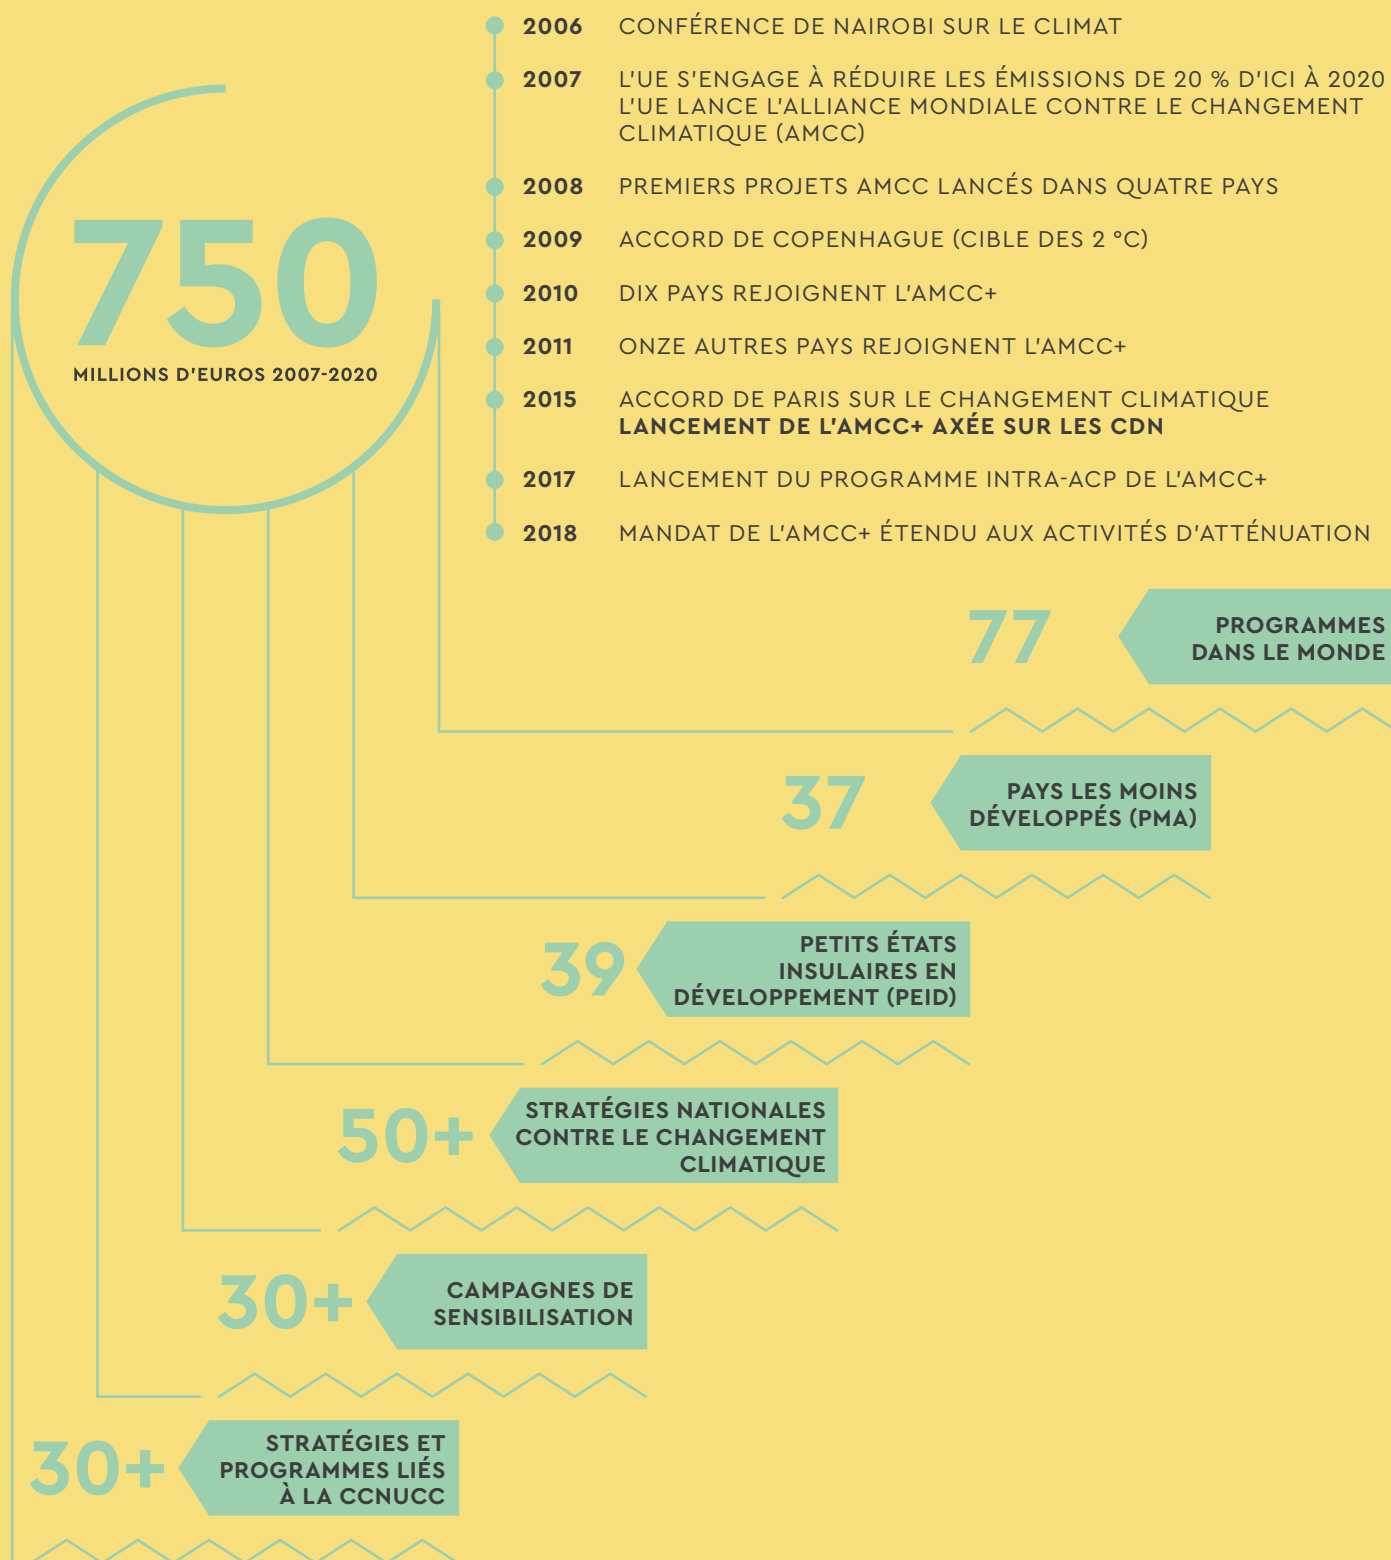 2006 CONFÉRENCE DE NAIROBI SUR LE CLIMAT
2007 L'UE S'ENGAGE À RÉDUIRE LES ÉMISSIONS DE 20 % D'ICI À 2020
L'UE LANCE L'ALLIANCE MONDIALE CONTRE LE CHANGEMENT
CLIMATIQUE (AMCC)
2008 PREMIERS PROJETS AMCC LANCÉS DANS QUATRE PAYS
2009 ACCORD DE COPENHAGUE (CIBLE DES 2 °C)
2010 DIX PAYS REJOIGNENT L'AMCC+
2011 ONZE AUTRES PAYS REJOIGNENT L'AMCC+
2015 ACCORD DE PARIS SUR LE CHANGEMENT CLIMATIQUE
LANCEMENT DE L'AMCC+ AXÉE SUR LES CDN
2017 LANCEMENT DU PROGRAMME INTRA-ACP DE L'AMCC+
2018 MANDAT DE L'AMCC+ ÉTENDU AUX ACTIVITÉS D'ATTÉNUATION
750
MILLIONS D'EUROS 2007-2020
77
PROGRAMMES
DANS LE MONDE
37
PAYS LES MOINS
DÉVELOPPÉS (PMA)
39
PETITS ÉTATS
INSULAIRES EN
DÉVELOPPEMENT (PEID)
50+
STRATÉGIES NATIONALES
CONTRE LE CHANGEMENT
CLIMATIQUE
30+
CAMPAGNES DE
SENSIBILISATION
30+
STRATÉGIES ET
PROGRAMMES LIÉS
À LA CCNUCC